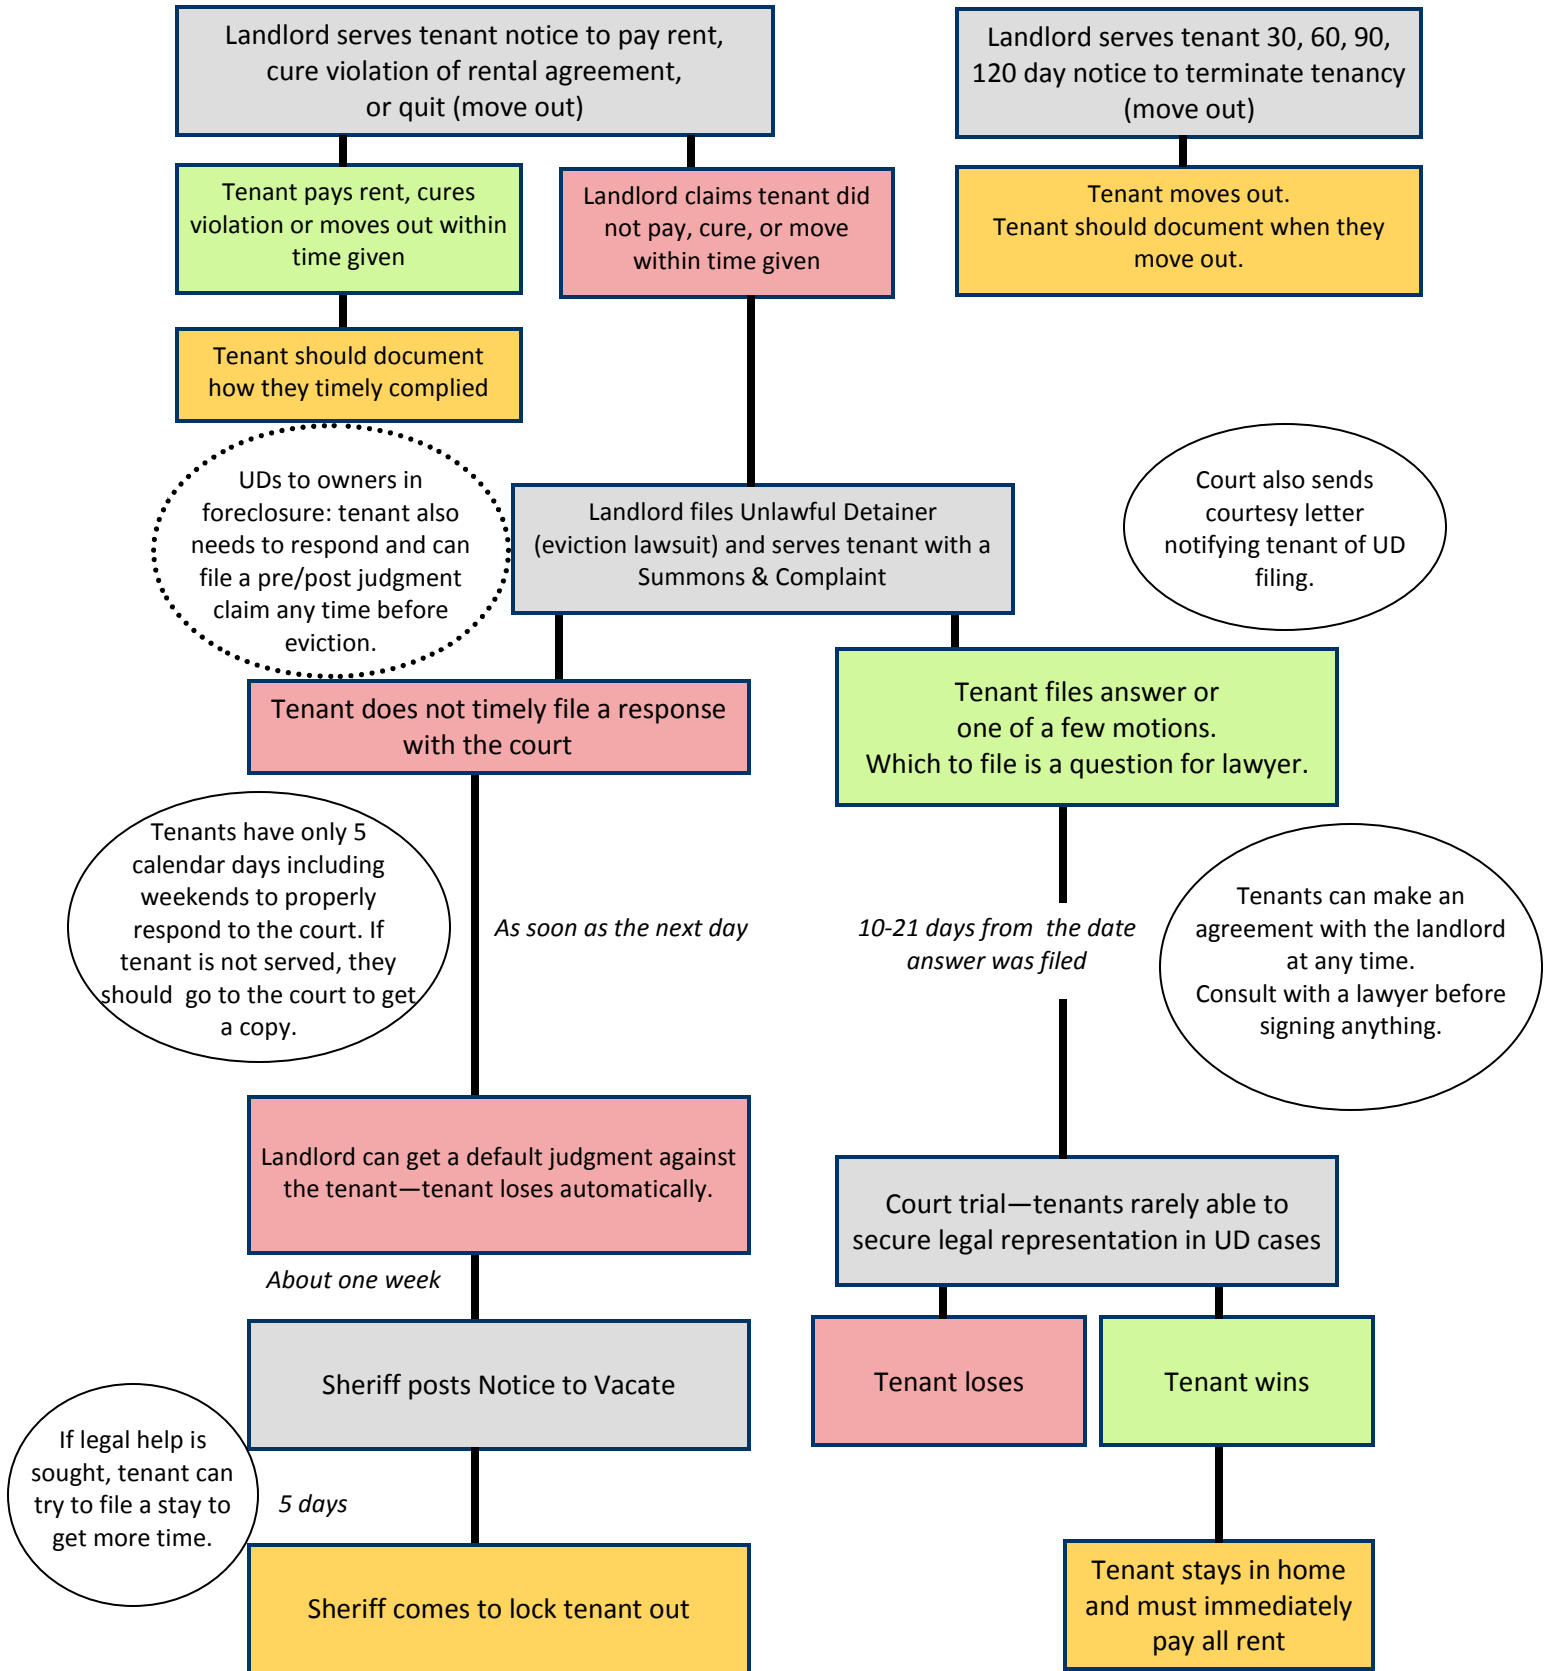 Landlord serves tenant notice to pay rent,
cure violation of rental agreement,
or quit (move out)
Landlord serves tenant 30, 60, 90,
120 day notice to terminate tenancy
(move out)
Tenant pays rent, cures
violation or moves out within
time given
Landlord claims tenant did
not pay, cure, or move
within time given
Tenant moves out.
Tenant should document when they
move out.
Tenant should document
how they timely complied
UDs to owners in
foreclosure: tenant also
needs to respond and can
file a pre/post judgment
claim any time before
eviction.
Landlord files Unlawful Detainer
(eviction lawsuit) and serves tenant with a
Summons & Complaint
Court also sends
courtesy letter
notifying tenant of UD
filing.
Tenant does not timely file a response
with the court
Tenant files answer or
one of a few motions.
Which to file is a question for lawyer.
Tenants have only 5
calendar days including
weekends to properly
respond to the court. If
tenant is not served, they
should go to the court to get
a copy.
As soon as the next day
10-21 days from the date
answer was filed
Tenants can make an
agreement with the landlord
at any time.
Consult with a lawyer before
signing anything.
Landlord can get a default judgment against
the tenant—tenant loses automatically.
Court trial—tenants rarely able to
secure legal representation in UD cases
About one week
Sheriff posts Notice to Vacate
Tenant loses
Tenant wins
If legal help is
sought, tenant can
try to file a stay to
get more time.
5 days
Sheriff comes to lock tenant out
Tenant stays in home
and must immediately
pay all rent